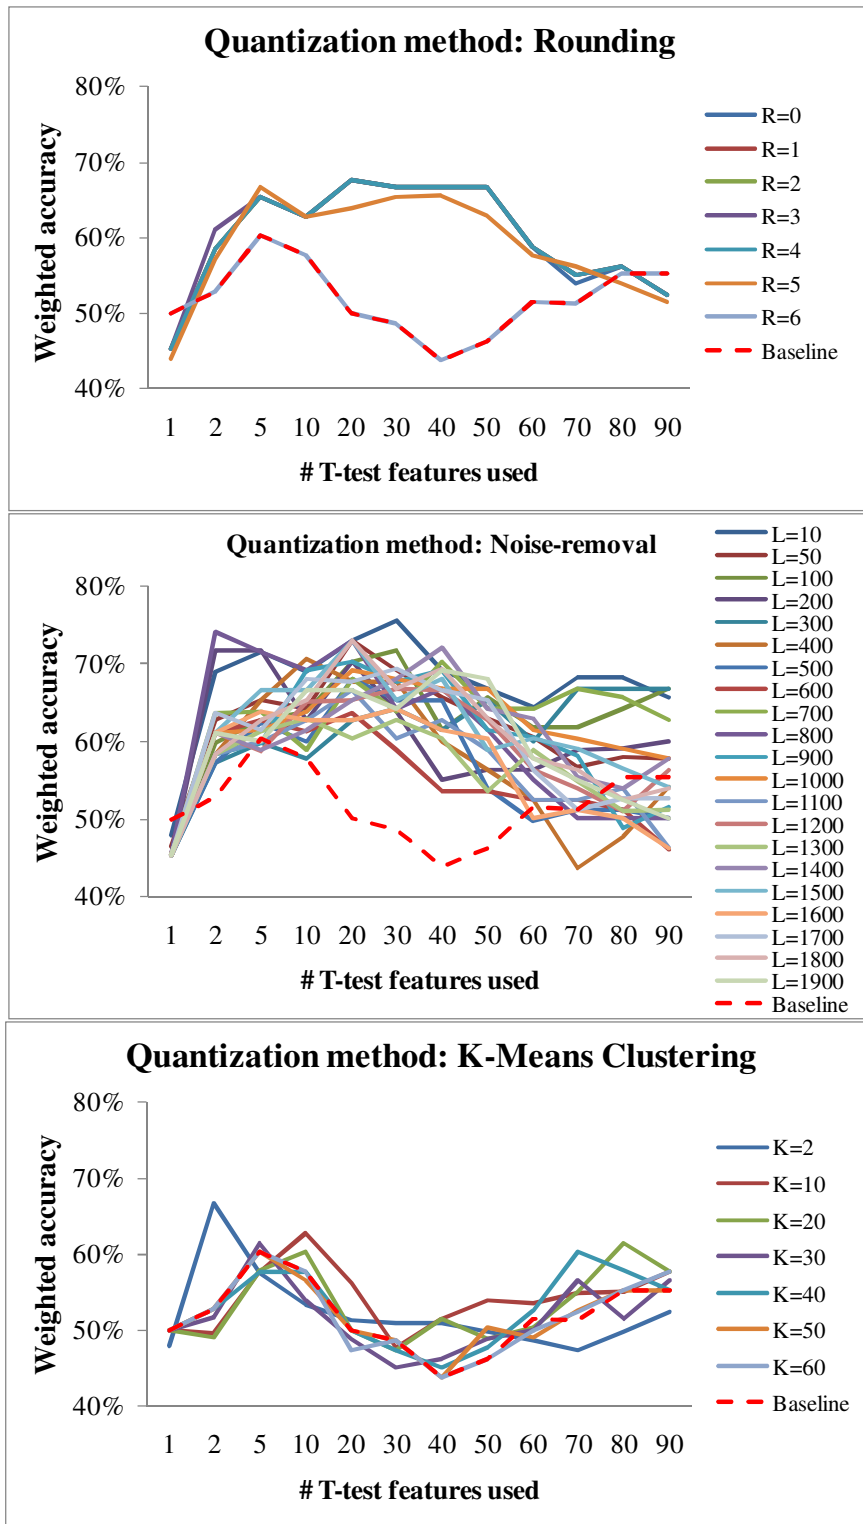 Quantization method: Rounding
80%
70%
60%
50%
40%
Weighted accuracy
1 2 5 10 20 30 40 50 60 70 80 90
# T-test features used
R=0
R=1
R=2
R=3
R=4
R=5
R=6
Baseline
Quantization method: Noise-removal
80%
70%
60%
50%
40%
Weighted accuracy
1 2 5 10 20 30 40 50 60 70 80 90
# T-test features used
L=10
L=50
L=100
L=200
L=300
L=400
L=500
L=600
L=700
L=800
L=900
L=1000
L=1100
L=1200
L=1300
L=1400
L=1500
L=1600
L=1700
L=1800
L=1900
Baseline
Quantization method: K-Means Clustering
80%
70%
60%
50%
40%
Weighted accuracy
1 2 5 10 20 30 40 50 60 70 80 90
# T-test features used
K=2
K=10
K=20
K=30
K=40
K=50
K=60
Baseline